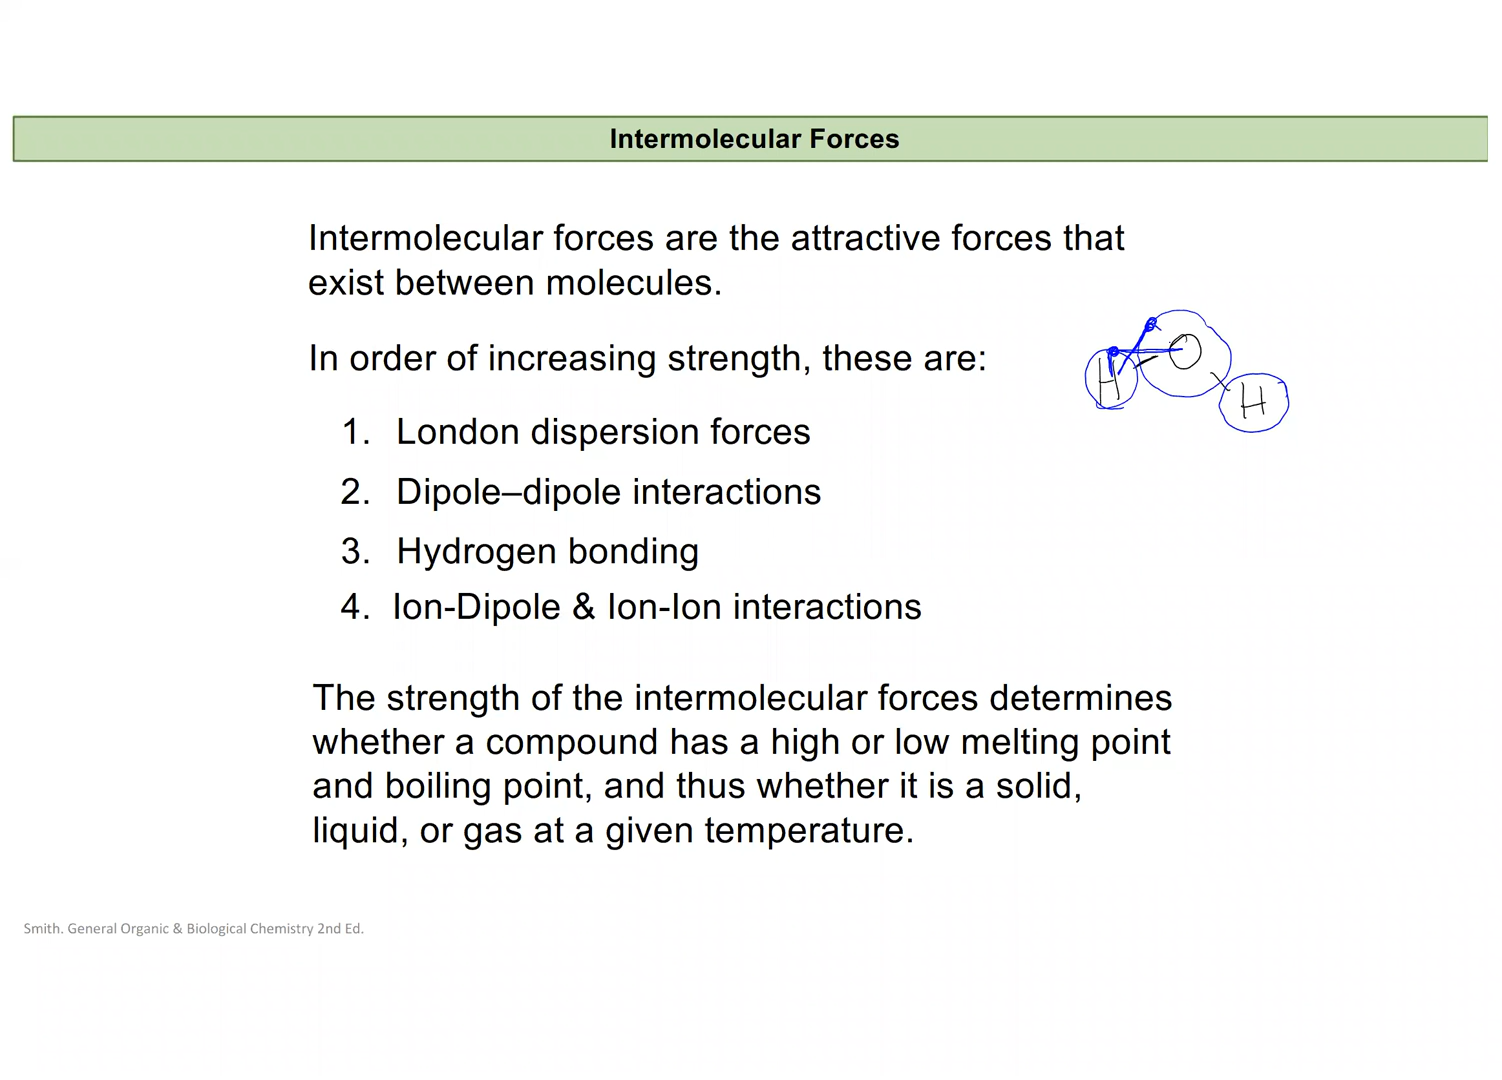 Intermolecular Forces
Intermolecular forces are the attractive forces that
exist between molecules.
In order of increasing strength, these are:
H O H
1. London dispersion forces
2. Dipole–dipole interactions
3. Hydrogen bonding
4. Ion-Dipole & Ion-Ion interactions
The strength of the intermolecular forces determines
whether a compound has a high or low melting point
and boiling point, and thus whether it is a solid,
liquid, or gas at a given temperature.
Smith. General Organic & Biological Chemistry 2nd Ed.